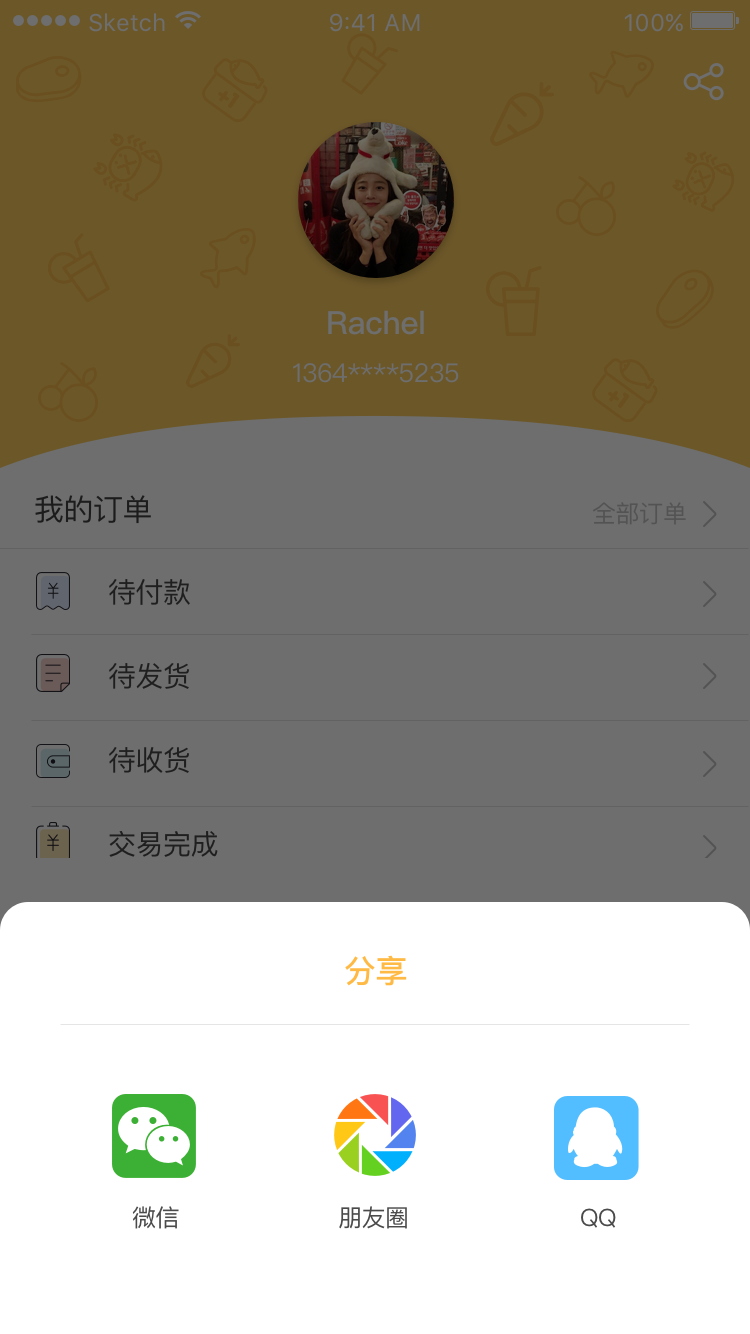 Sketch 9:41 AM 100%
Rachel
1364****5235
我的订单 全部订单
待付款
待发货
待收货
交易完成
分享
微信 朋友圈 QQ